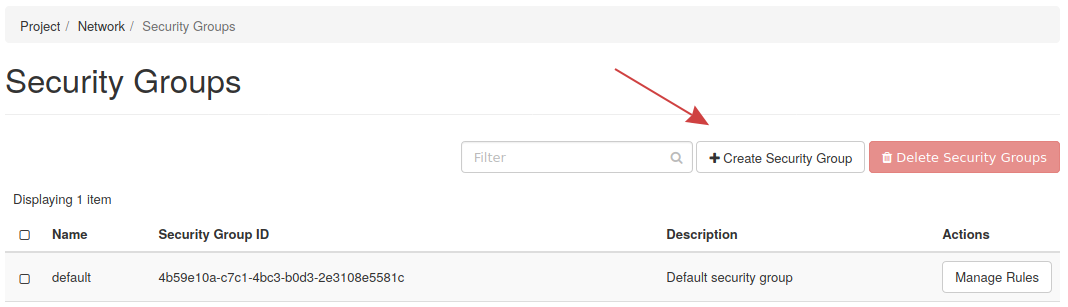 Project / Network / Security Groups
Security Groups
Filter Create Security Group Delete Security Groups
Displaying 1 item
Name Security Group ID Description Actions
default 4b59e10a-c7c1-4bc3-b0d3-2e3108e5581c Default security group Manage Rules